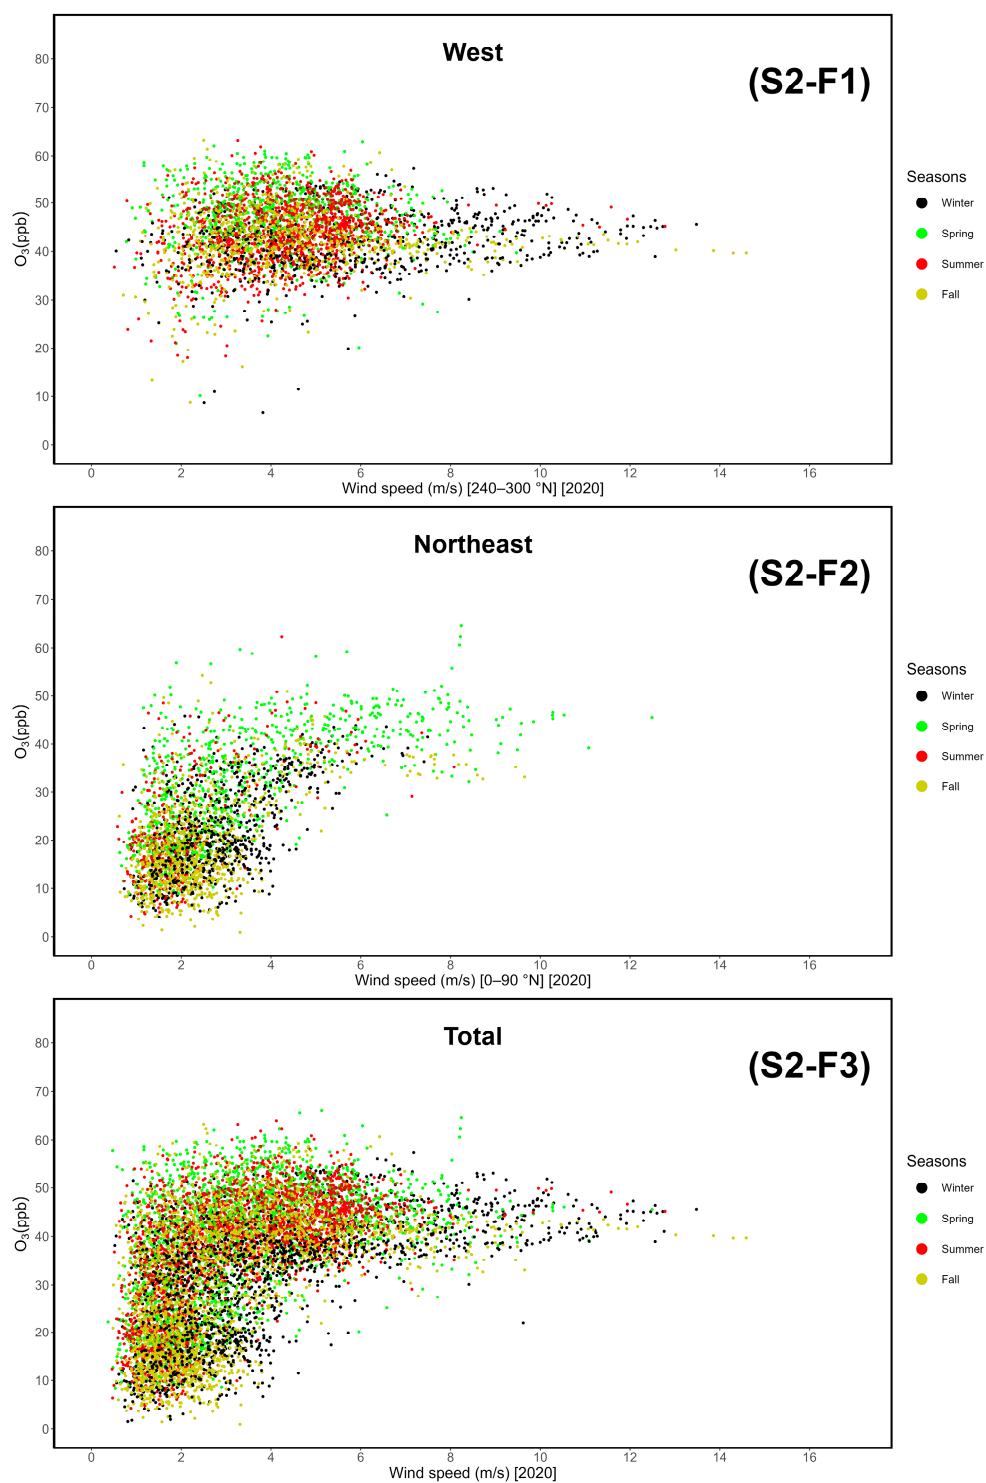 West
(S2-F1)
80
70
60
50
40
30
20
10
0
O₃(ppb)
0 2 4 6 8 10 12 14 16
Wind speed (m/s) [240–300 °N] [2020]
Seasons
Winter
Spring
Summer
Fall
Northeast
(S2-F2)
80
70
60
50
40
30
20
10
0
O₃(ppb)
0 2 4 6 8 10 12 14 16
Wind speed (m/s) [0–90 °N] [2020]
Seasons
Winter
Spring
Summer
Fall
Total
(S2-F3)
80
70
60
50
40
30
20
10
0
O₃(ppb)
0 2 4 6 8 10 12 14 16
Wind speed (m/s) [2020]
Seasons
Winter
Spring
Summer
Fall